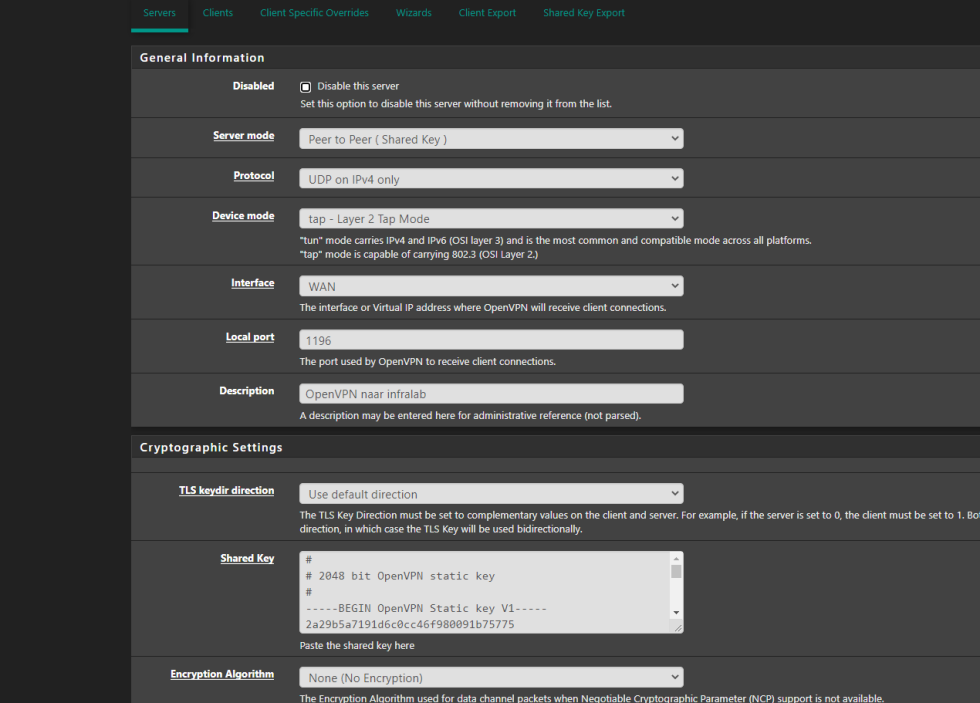 Servers Clients Client Specific Overrides Wizards Client Export Shared Key Export
General Information
Disabled Disable this server
Set this option to disable this server without removing it from the list.
Server mode Peer to Peer ( Shared Key )
Protocol UDP on IPv4 only
Device mode tap - Layer 2 Tap Mode
"tun" mode carries IPv4 and IPv6 (OSI layer 3) and is the most common and compatible mode across all platforms.
"tap" mode is capable of carrying 802.3 (OSI Layer 2.)
Interface WAN
The interface or Virtual IP address where OpenVPN will receive client connections.
Local port 1196
The port used by OpenVPN to receive client connections.
Description OpenVPN naar infralab
A description may be entered here for administrative reference (not parsed).
Cryptographic Settings
TLS keydir direction Use default direction
The TLS Key Direction must be set to complementary values on the client and server. For example, if the server is set to 0, the client must be set to 1. Bot
direction, in which case the TLS Key will be used bidirectionally.
Shared Key #
# 2048 bit OpenVPN static key
#
-----BEGIN OpenVPN Static key V1-----
2a29b5a7191d6c0cc46f980091b75775
Paste the shared key here
Encryption Algorithm None (No Encryption)
The Encryption Algorithm used for data channel packets when Negotiable Cryptographic Parameter (NCP) support is not available.